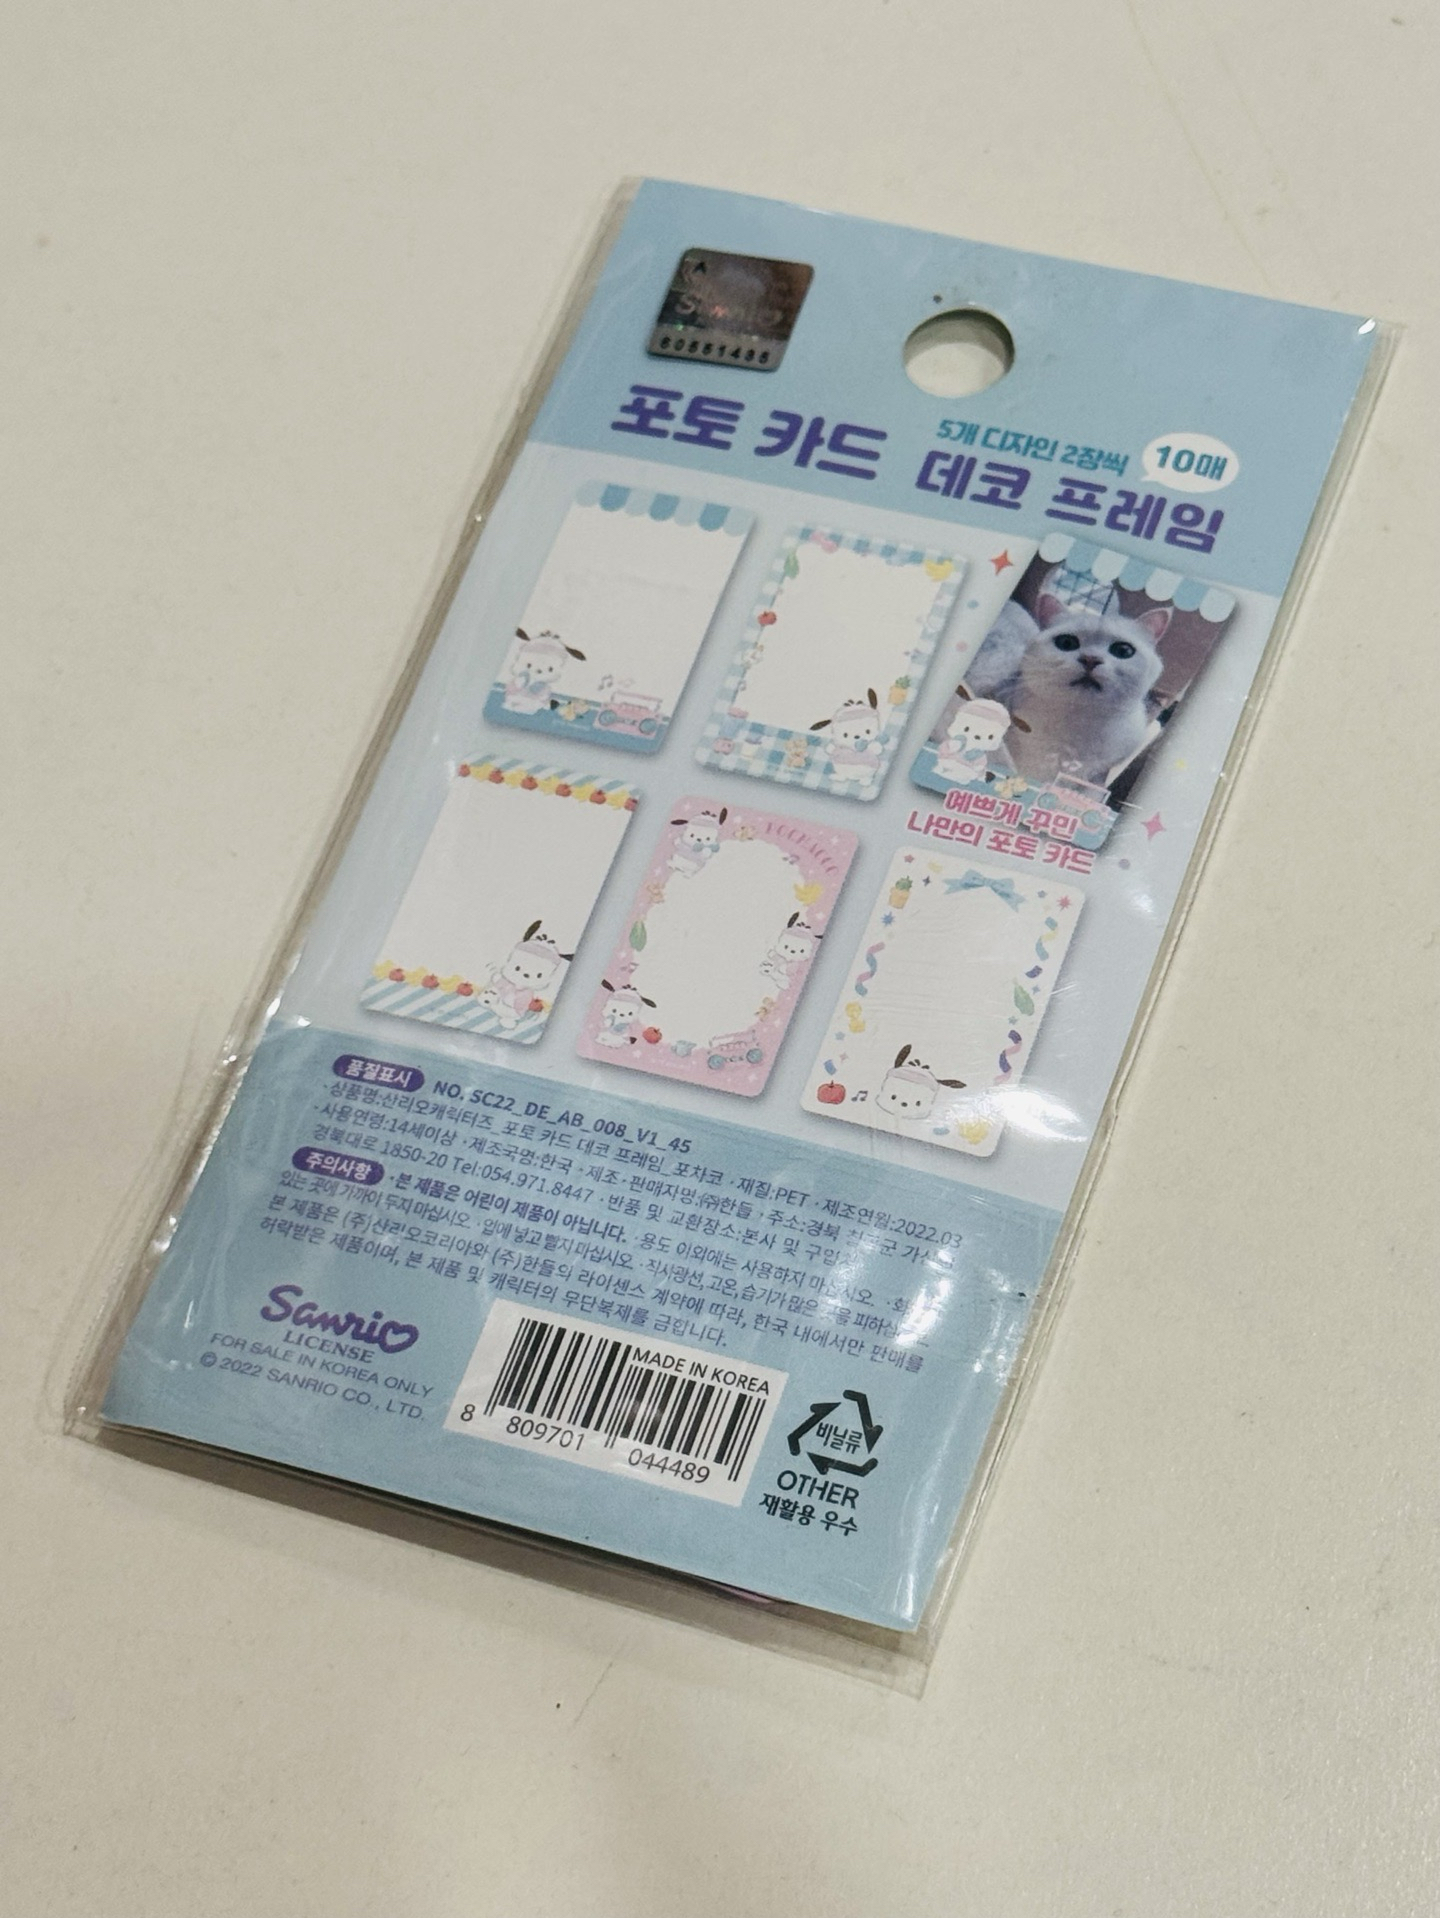 A
Sanrio
60551435
포토 카드 데코 프레임
5개 디자인 2장씩
10매
예쁘게 꾸민
나만의 포토 카드
POCHACCO
품질표시 NO. SC22_DE_AB_008_V1_45
·상품명:산리오캐릭터즈_포토 카드 데코 프레임_포차코 ·재질:PET ·제조연월:2022.03
·사용연령:14세이상 ·제조국명:한국 ·제조·판매자명:㈜한들 ·주소:경북 가산면
경북대로 1850-20 Tel:054.971.8447 ·반품 및 교환장소:본사 및 구입
주의사항 ·본 제품은 어린이 제품이 아닙니다. ·용도 이외에는 사용하지 마십시오.
있는 곳에 가까이 두지 마십시오 ·입에 넣고 빨지 마십시오 ·직사광선,고온,습기가 많은 피하십시오
본 제품은 (주)산리오코리아와 (주)한들의 라이센스 계약에 따라, 한국 내에서만 판매를
허락받은 제품이며, 본 제품 및 캐릭터의 무단복제를 금합니다.
Sanrio
LICENSE
FOR SALE IN KOREA ONLY
© 2022 SANRIO CO., LTD.
MADE IN KOREA
8 809701 044489
비닐류
OTHER
재활용 우수